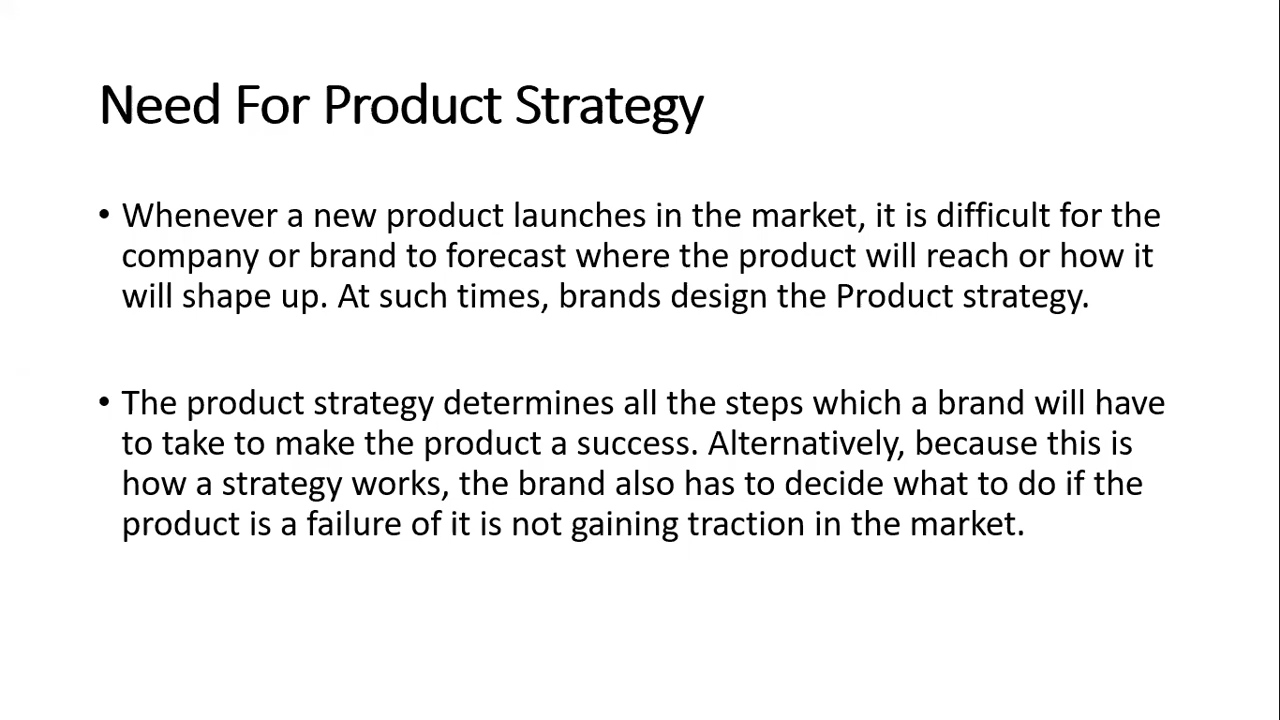 Need For Product Strategy
• Whenever a new product launches in the market, it is difficult for the
company or brand to forecast where the product will reach or how it
will shape up. At such times, brands design the Product strategy.
• The product strategy determines all the steps which a brand will have
to take to make the product a success. Alternatively, because this is
how a strategy works, the brand also has to decide what to do if the
product is a failure of it is not gaining traction in the market.